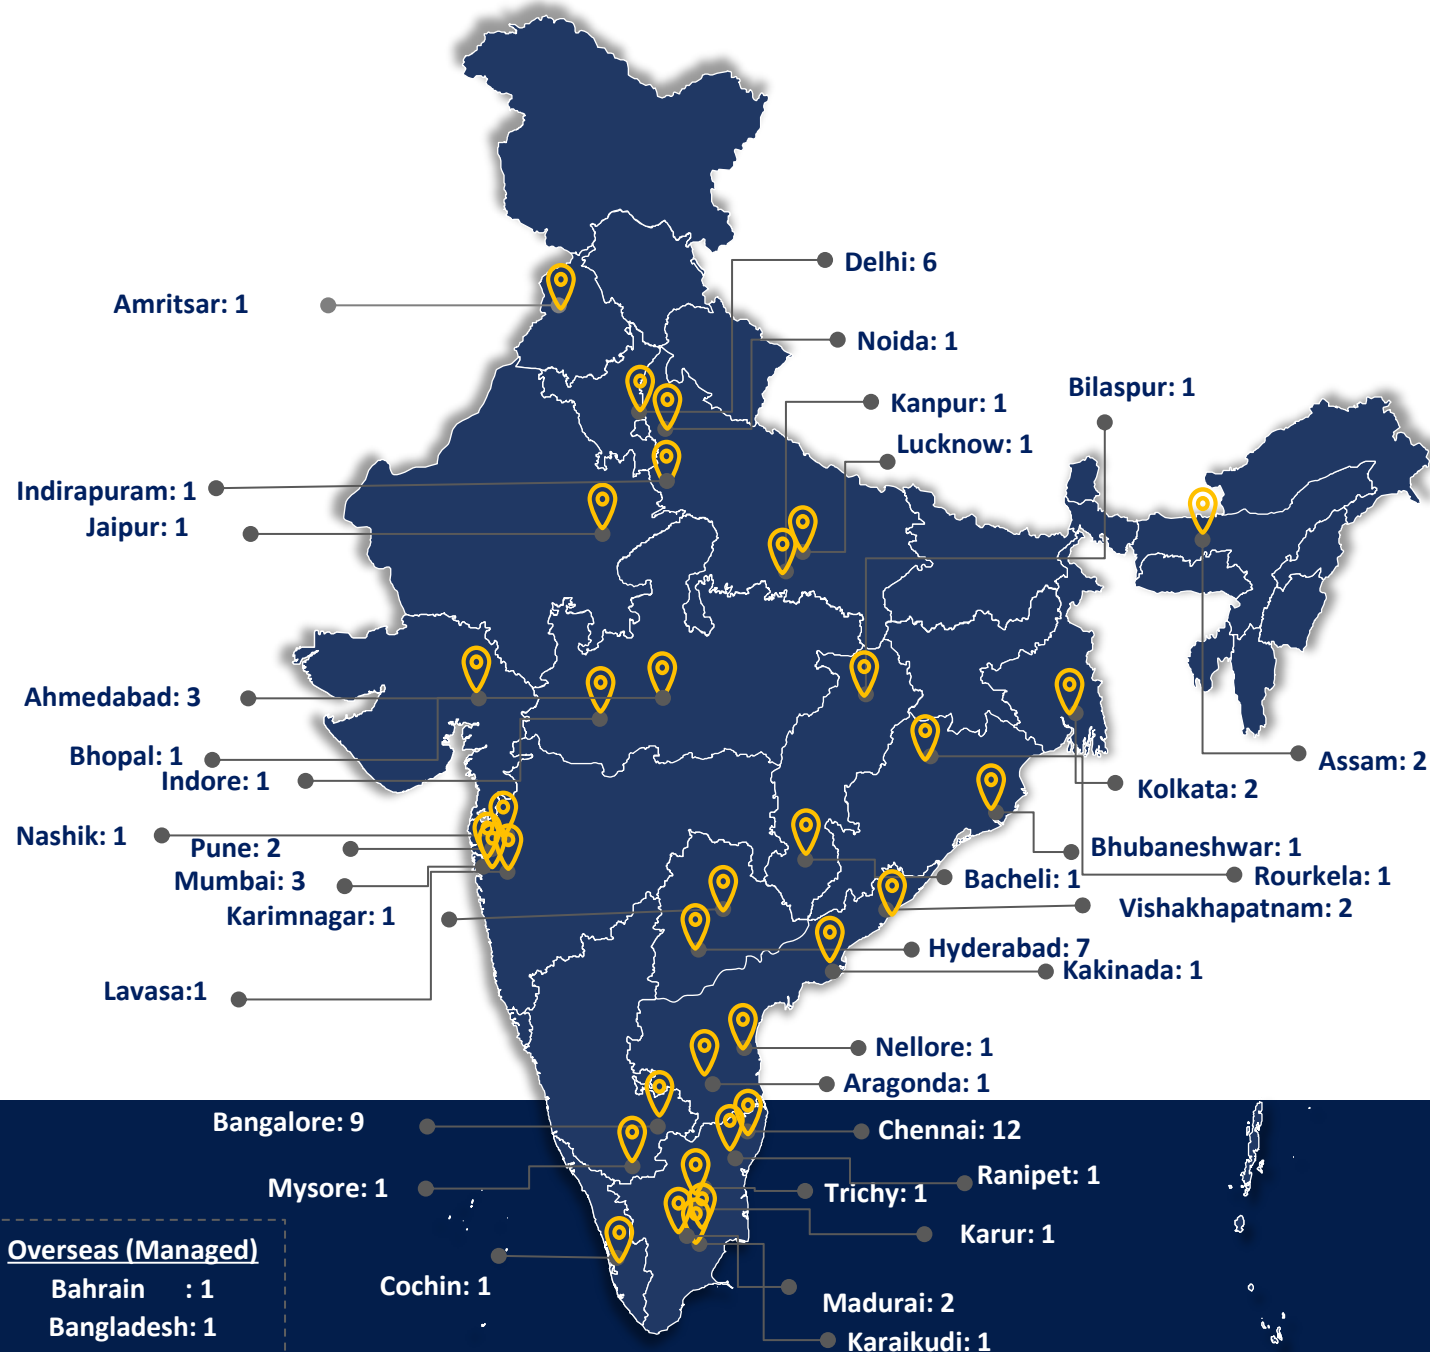 Delhi: 6
Amritsar: 1
Noida: 1
Bilaspur: 1
Kanpur: 1
Lucknow: 1
Indirapuram: 1
Jaipur: 1
Ahmedabad: 3
Bhopal: 1
Assam: 2
Indore: 1
Kolkata: 2
Nashik: 1
Pune: 2
Bhubaneshwar: 1
Mumbai: 3
Bacheli: 1
Rourkela: 1
Karimnagar: 1
Vishakhapatnam: 2
Hyderabad: 7
Kakinada: 1
Lavasa:1
Nellore: 1
Aragonda: 1
Bangalore: 9
Chennai: 12
Ranipet: 1
Mysore: 1
Trichy: 1
Karur: 1
Overseas (Managed)
Bahrain : 1
Bangladesh: 1
Cochin: 1
Madurai: 2
Karaikudi: 1